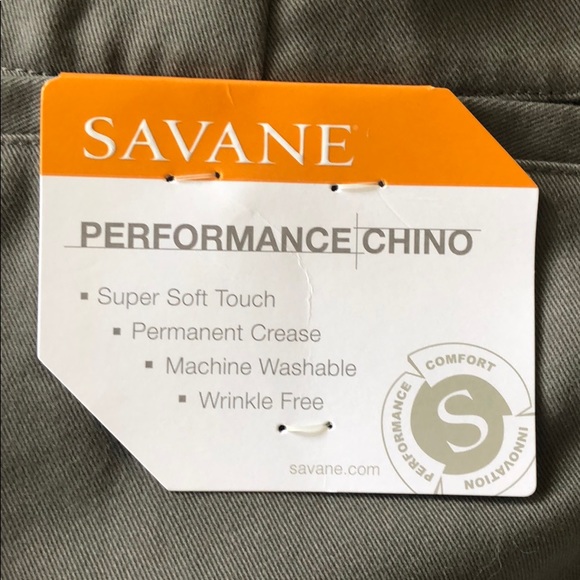 SAVANE
PERFORMANCE CHINO
▪ Super Soft Touch
▪ Permanent Crease
▪ Machine Washable
▪ Wrinkle Free
savane.com
COMFORT
INNOVATION
PERFORMANCE
S